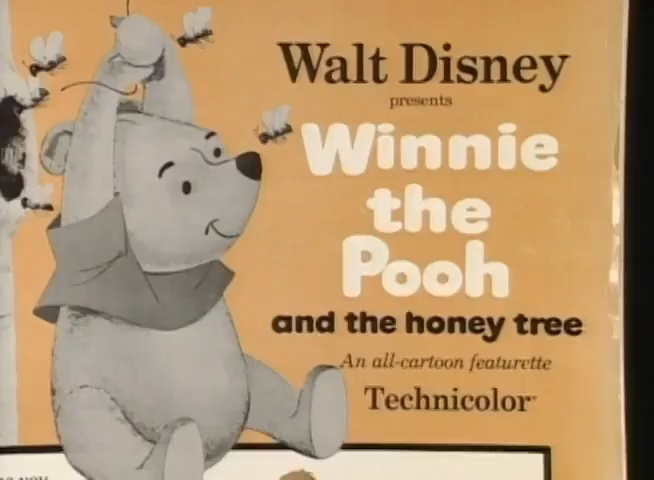 Walt Disney
presents
Winnie
the
Pooh
and the honey tree
An all-cartoon featurette
Technicolor